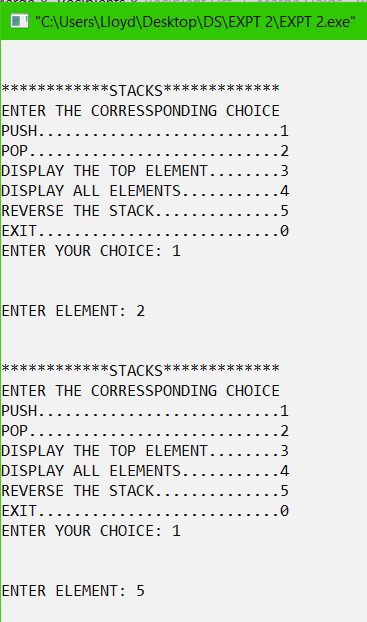 "C:\Users\Lloyd\Desktop\DS\EXPT 2\EXPT 2.exe"
************STACKS*************
ENTER THE CORRESSPONDING CHOICE
PUSH...........................1
POP............................2
DISPLAY THE TOP ELEMENT........3
DISPLAY ALL ELEMENTS...........4
REVERSE THE STACK..............5
EXIT...........................0
ENTER YOUR CHOICE: 1
ENTER ELEMENT: 2
************STACKS*************
ENTER THE CORRESSPONDING CHOICE
PUSH...........................1
POP............................2
DISPLAY THE TOP ELEMENT........3
DISPLAY ALL ELEMENTS...........4
REVERSE THE STACK..............5
EXIT...........................0
ENTER YOUR CHOICE: 1
ENTER ELEMENT: 5